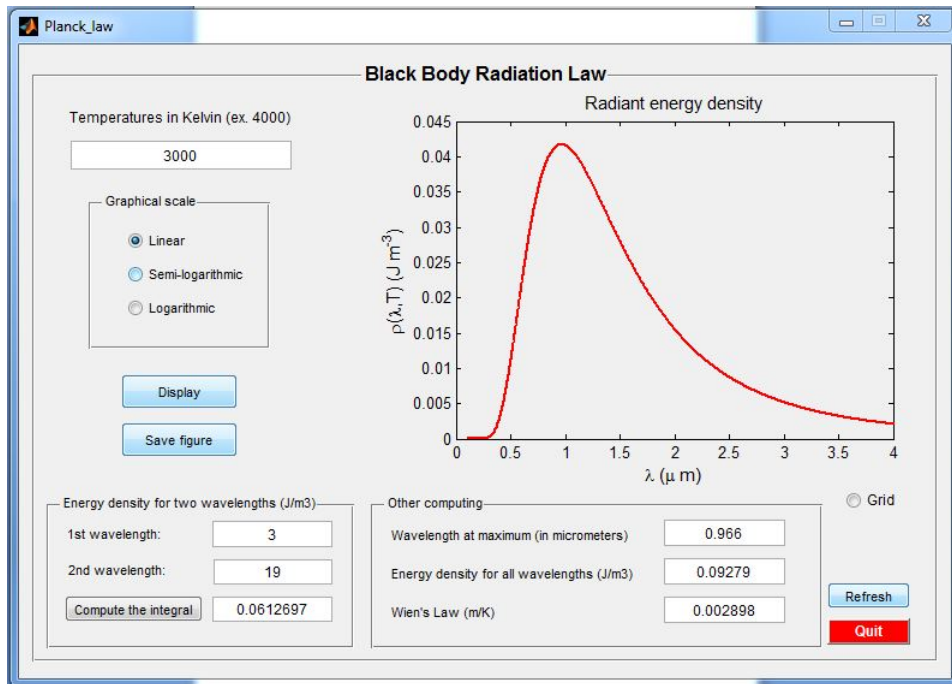 Planck_law
Black Body Radiation Law
Temperatures in Kelvin (ex. 4000)
3000
Graphical scale
Linear
Semi-logarithmic
Logarithmic
Display
Save figure
Radiant energy density
ρ(λ,T) (J m⁻³)
0.045
0.04
0.035
0.03
0.025
0.02
0.015
0.01
0.005
0
0 0.5 1 1.5 2 2.5 3 3.5 4
λ (μ m)
Grid
Energy density for two wavelengths (J/m3)
1st wavelength: 3
2nd wavelength: 19
Compute the integral 0.0612697
Other computing
Wavelength at maximum (in micrometers) 0.966
Energy density for all wavelengths (J/m3) 0.09279
Wien's Law (m/K) 0.002898
Refresh
Quit